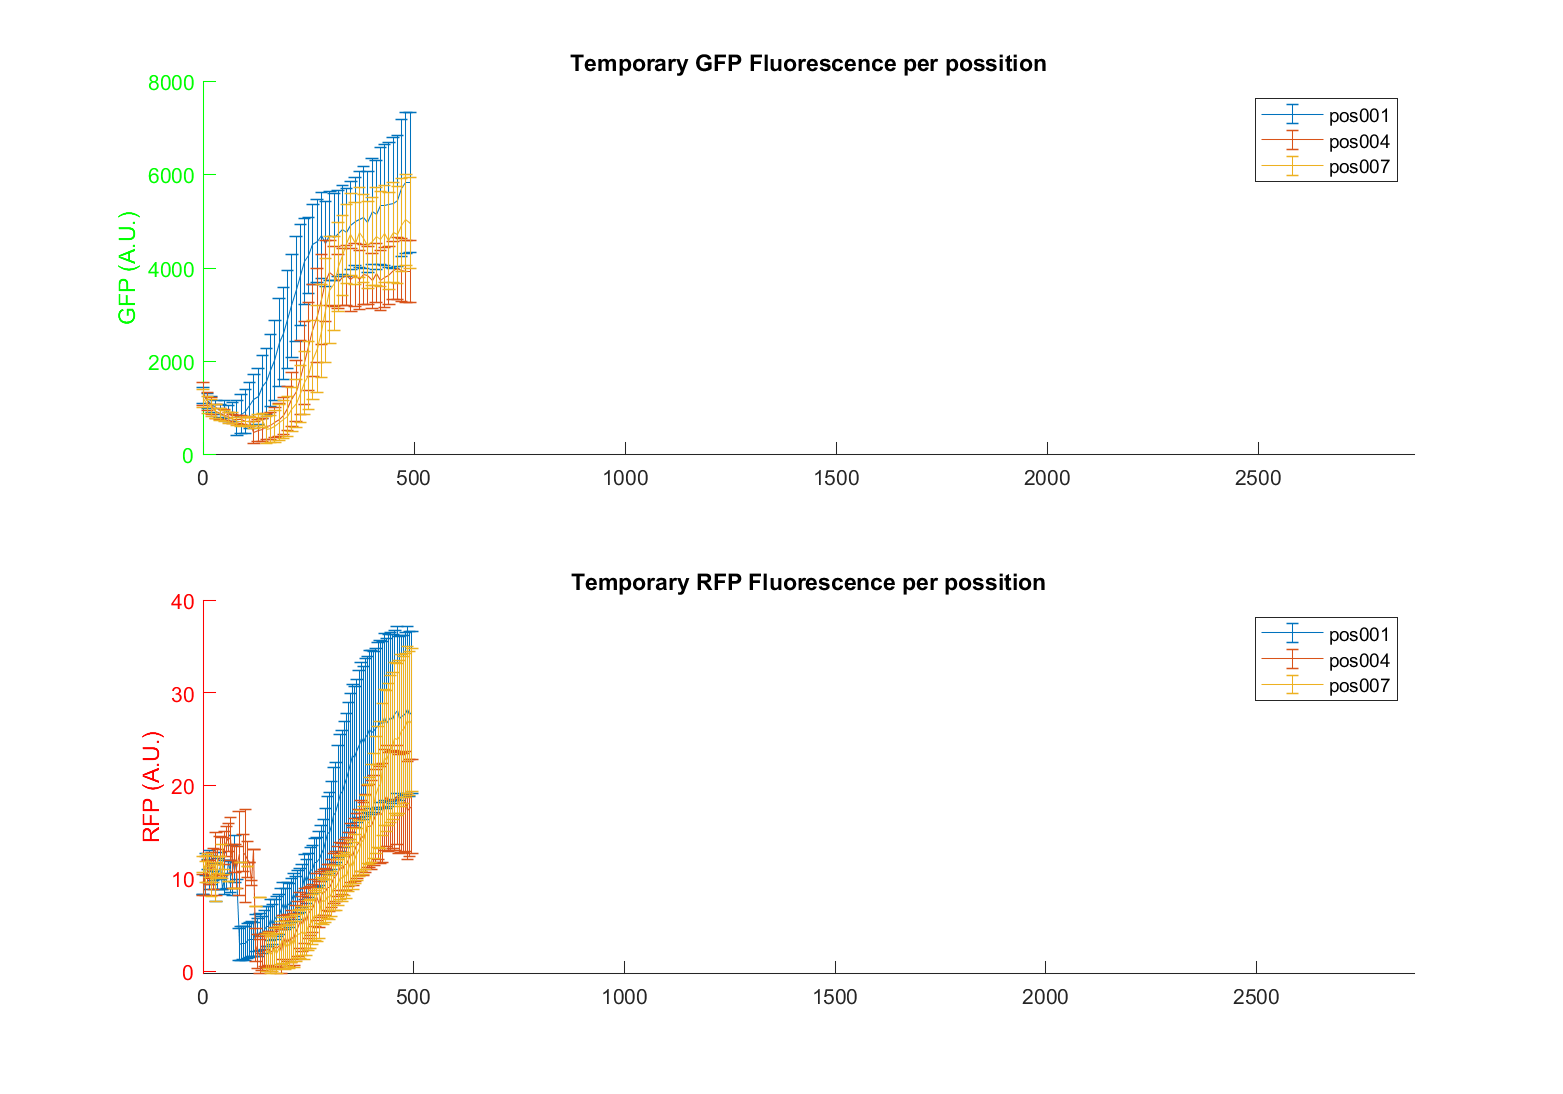 Temporary GFP Fluorescence per possition
8000
6000
4000
2000
0
GFP (A.U.)
pos001
pos004
pos007
0 500 1000 1500 2000 2500
Temporary RFP Fluorescence per possition
40
30
20
10
0
RFP (A.U.)
pos001
pos004
pos007
0 500 1000 1500 2000 2500